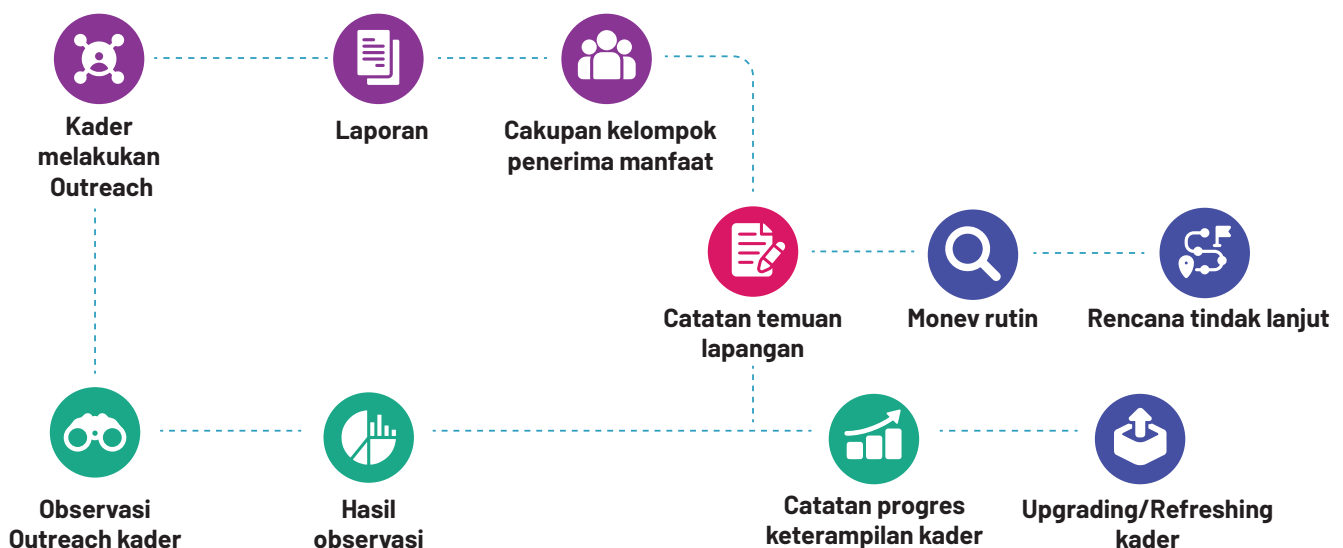 Kader
melakukan
Outreach
Laporan
Cakupan kelompok
penerima manfaat
Catatan temuan
lapangan
Monev rutin
Rencana tindak lanjut
Observasi
Outreach kader
Hasil
observasi
Catatan progres
keterampilan kader
Upgrading/Refreshing
kader